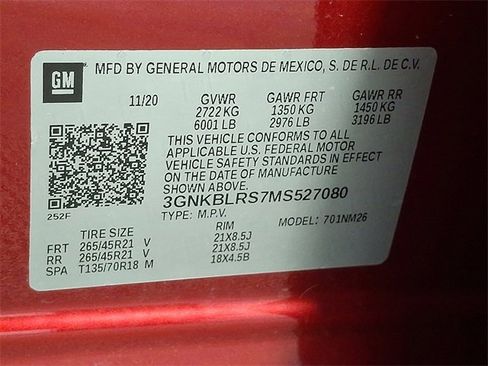 GM
MFD BY GENERAL MOTORS DE MEXICO, S. DE R.L. DE C.V.
11/20 GVWR GAWR FRT GAWR RR
2722 KG 1350 KG 1450 KG
6001 LB 2976 LB 3196 LB
THIS VEHICLE CONFORMS TO ALL
APPLICABLE U.S. FEDERAL MOTOR
VEHICLE SAFETY STANDARDS IN EFFECT
ON THE DATE OF MANUFACTURE
SHOWN ABOVE.
3GNKBLRS7MS527080
252F
TYPE: M.P.V. MODEL: 701NM26
TIRE SIZE RIM
FRT 265/45R21 V 21X8.5J
RR 265/45R21 V 21X8.5J
SPA T135/70R18 M 18X4.5B